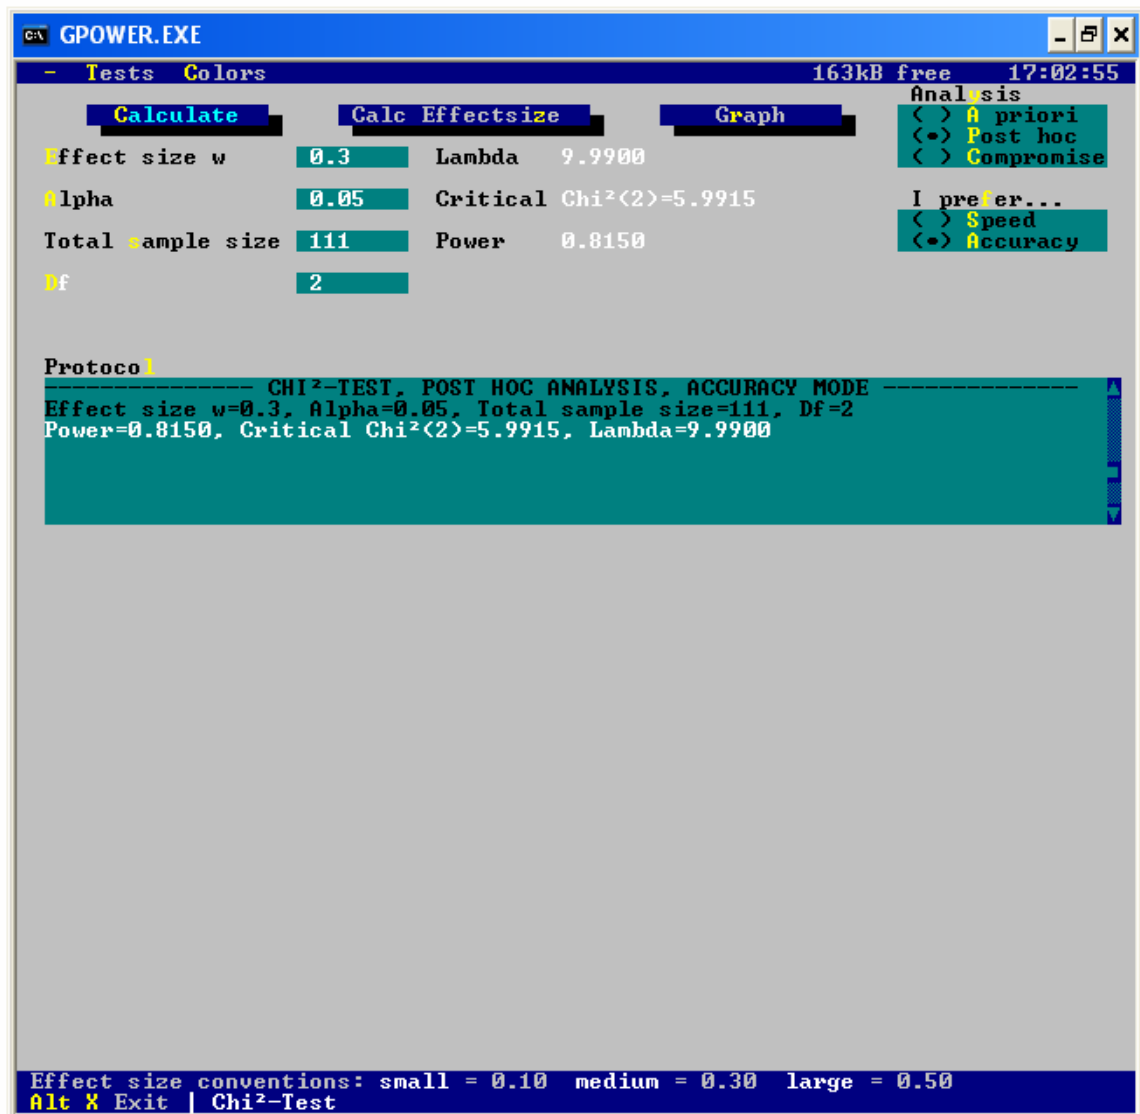 GPOWER.EXE
- Tests Colors 163kB free 17:02:55
Calculate Calc Effectsize Graph
Analysis
( ) A priori
(•) Post hoc
( ) Compromise
Effect size w 0.3 Lambda 9.9900
Alpha 0.05 Critical Chi²(2)=5.9915
Total sample size 111 Power 0.8150
Df 2
I prefer...
( ) Speed
(•) Accuracy
Protocol
--------------- CHI²-TEST, POST HOC ANALYSIS, ACCURACY MODE --------------
Effect size w=0.3, Alpha=0.05, Total sample size=111, Df=2
Power=0.8150, Critical Chi²(2)=5.9915, Lambda=9.9900
Effect size conventions: small = 0.10 medium = 0.30 large = 0.50
Alt X Exit | Chi²-Test